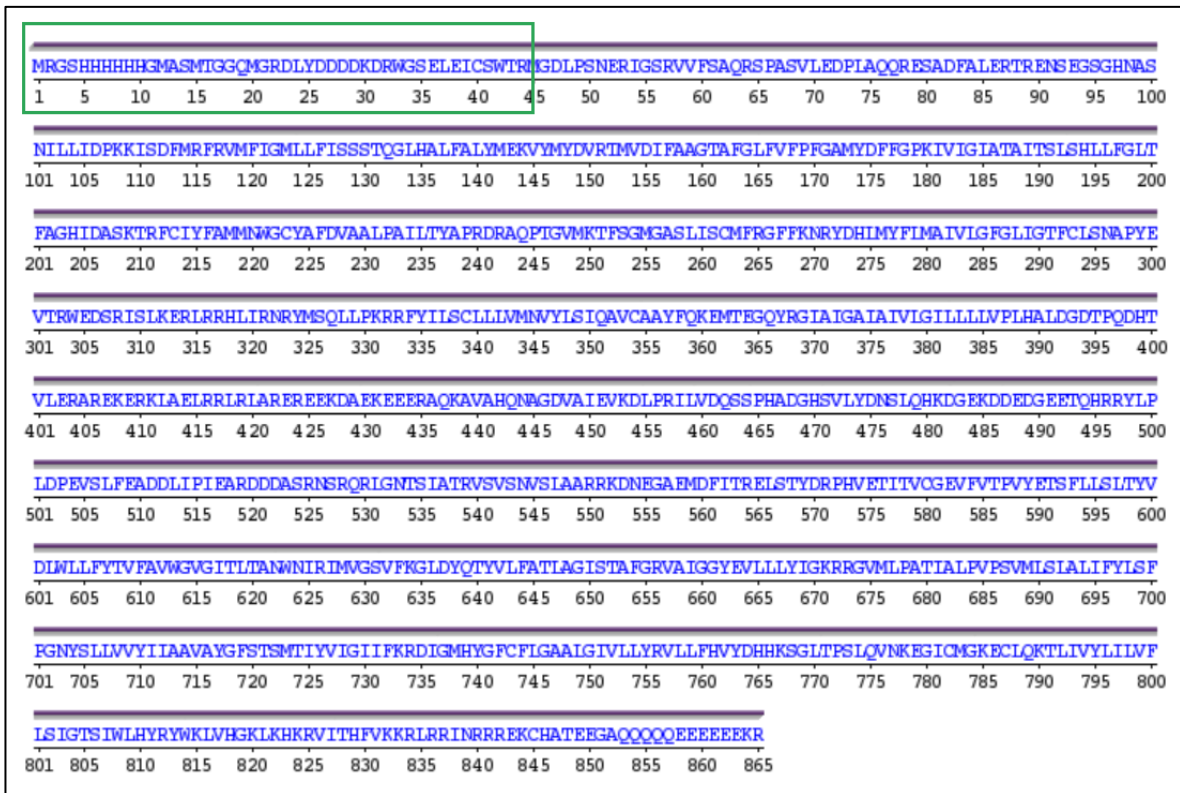 MRGSHHHHHHGMASMTGGQMGRDLYDDDDKDRWGSELEICSWTRMGDLPSNERIGSRVVFSAQRSPASVLEDPLAQQRESADFALERTRENSEGSGHNAS
1 5 10 15 20 25 30 35 40 45 50 55 60 65 70 75 80 85 90 95 100
NILLIDPKKISDFMRFRVMFIGMLLFISSSTQGLHALFALYMEKVYMYDVRTMVDIFAAGTAFGLFVFPFGAMYDFFGPKIVIGIATAITSLSHLLFGLT
101 105 110 115 120 125 130 135 140 145 150 155 160 165 170 175 180 185 190 195 200
FAGHIDASKTRFCIYFAMMNWGCYAFDVAALPAILTYAPRDRAQPTGVMKTFSGMGASLISCMFRGFFKNRYDHLMYFIMAIVLGFGLIGTFCLSNAPYE
201 205 210 215 220 225 230 235 240 245 250 255 260 265 270 275 280 285 290 295 300
VTRWEDSRISLKERLRRHLIRNRYMSQLLPKRRFYILSCLLLVMNVYLSIQAVCAAYFQKEMTEGQYRGIAIGAIAIVLGILLLLVPLHALDGDTPQDHT
301 305 310 315 320 325 330 335 340 345 350 355 360 365 370 375 380 385 390 395 400
VLERAREKERKLAELRRLRLAREREEKDAEKEEERAQKAVAHQNAGDVAIEVKDLPRILVDQSSPHADGHSVLYDNSLQHKDGEKDDEDGEETQHRRYLP
401 405 410 415 420 425 430 435 440 445 450 455 460 465 470 475 480 485 490 495 500
LDPEVSLFEADDLIPIEARDDDASRNSRQRLGNTSIATRVSVSNVSLAARRKDNEGAEMDFITRELSTYDRPHVETITVCGEVFVTPVYETSFLLSLTYV
501 505 510 515 520 525 530 535 540 545 550 555 560 565 570 575 580 585 590 595 600
DLWLLFYTVFAVWGVGITLTANWNIRIMVGSVFKGLDYQTYVLFATLAGISTAFGRVAIGGYEVLLLYIGKRRGVMLPATIALPVPSVMLSLALIFYLSF
601 605 610 615 620 625 630 635 640 645 650 655 660 665 670 675 680 685 690 695 700
PGNYSLLVVYIIAAVAYGFSTSMTIYVIGIIFKRDIGMHYGFCFLGAALGIVLLYRVLLFHVYDHHKSGLTPSLQVNKEGICMGKECLQKTLIVYLILVF
701 705 710 715 720 725 730 735 740 745 750 755 760 765 770 775 780 785 790 795 800
LSIGTSIWLHYRYWKLVHGKLKHKRVITHFVKKRLRRINRRREKCHATEEGAQQQQQEEEEEEKR
801 805 810 815 820 825 830 835 840 845 850 855 860 865